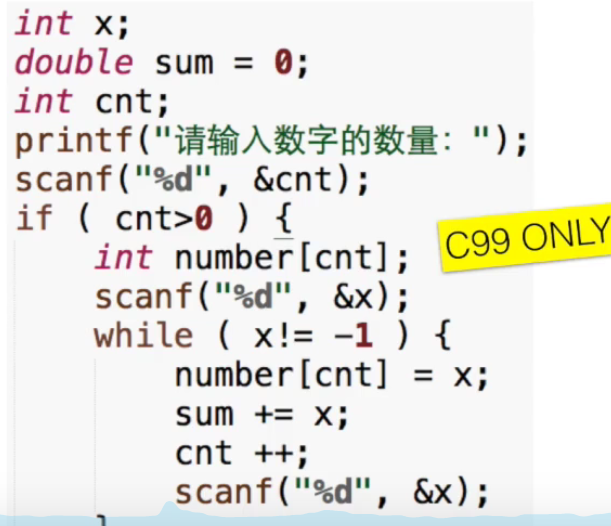 int x;
double sum = 0;
int cnt;
printf("请输入数字的数量: ");
scanf("%d", &cnt);
if ( cnt>0 ) {
int number[cnt];
C99 ONLY
scanf("%d", &x);
while ( x!= -1 ) {
number[cnt] = x;
sum += x;
cnt ++;
scanf("%d", &x);
}